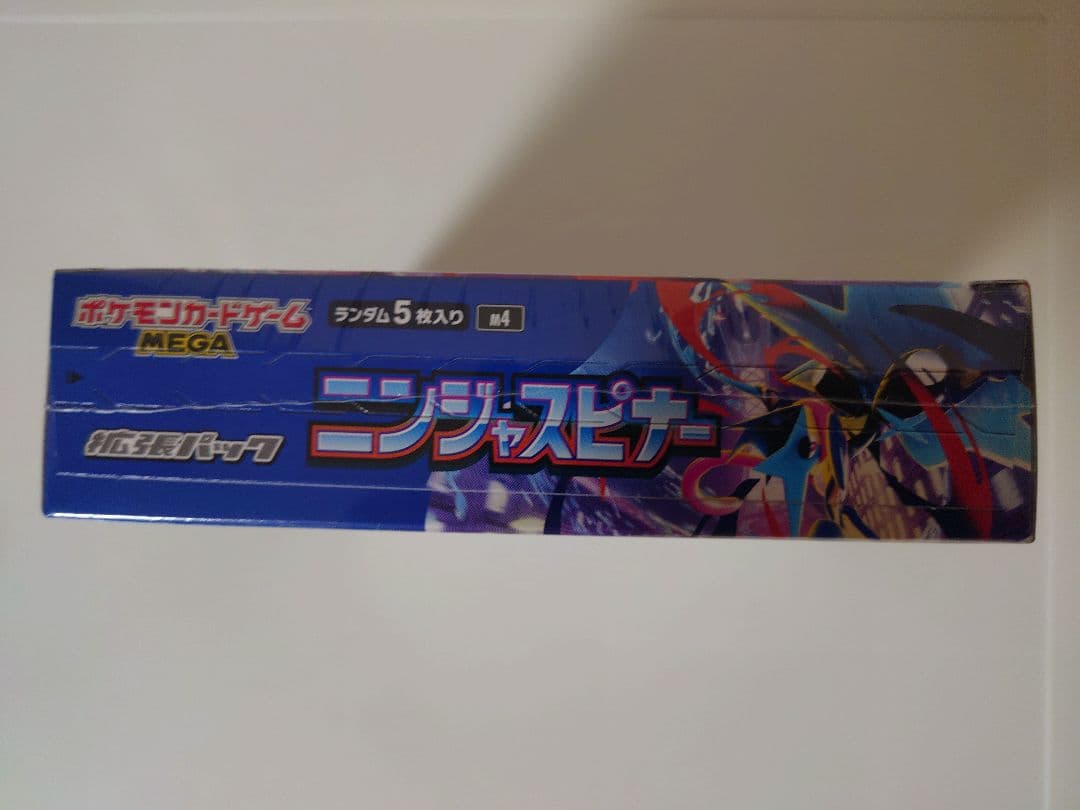 ポケモンカードゲーム
MEGA
ランダム5枚入り
M4
ニンジャスピナー
拡張パック